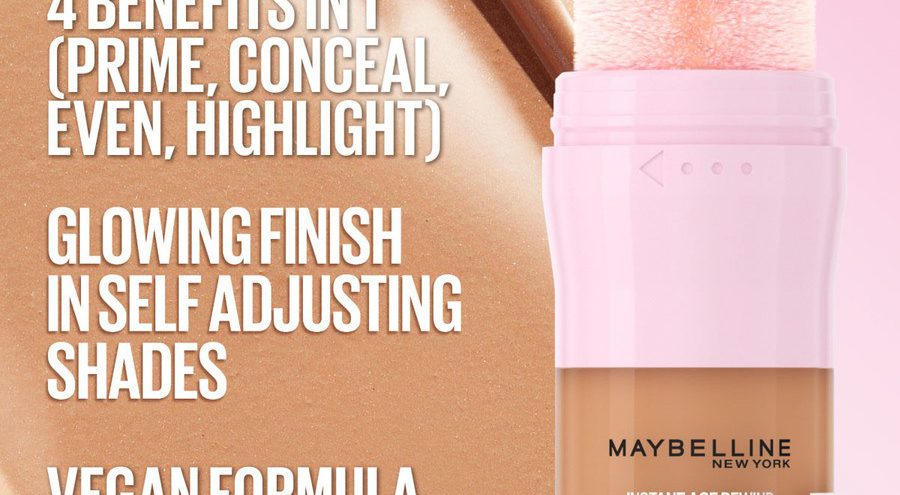 4 BENEFITS IN 1
(PRIME, CONCEAL,
EVEN, HIGHLIGHT)
GLOWING FINISH
IN SELF ADJUSTING
SHADES
VEGAN FORMULA
MAYBELLINE
NEW YORK
INSTANT AGE REWIND